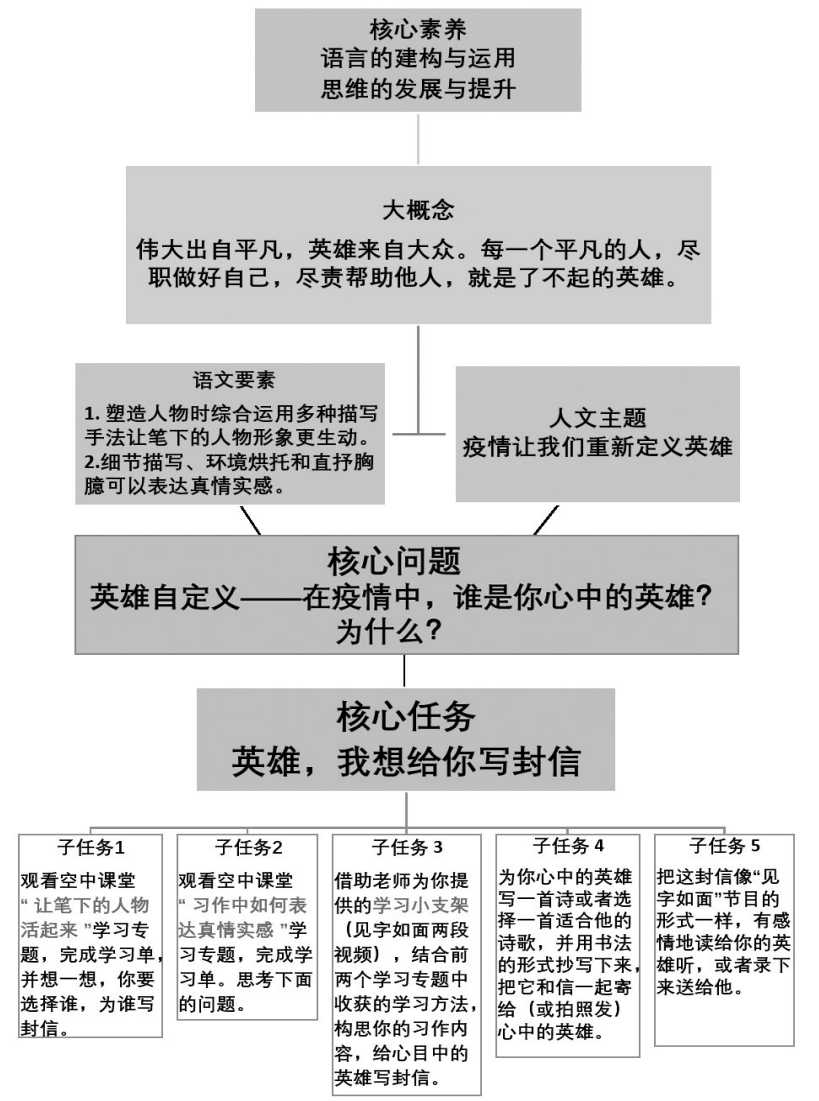 核心素养
语言的建构与运用
思维的发展与提升
大概念
伟大出自平凡，英雄来自大众。每一个平凡的人，尽
职做好自己，尽责帮助他人，就是了不起的英雄。
语文要素
1. 塑造人物时综合运用多种描写
手法让笔下的人物形象更生动。
2.细节描写、环境烘托和直抒胸
臆可以表达真情实感。
人文主题
疫情让我们重新定义英雄
核心问题
英雄自定义——在疫情中，谁是你心中的英雄？
为什么？
核心任务
英雄，我想给你写封信
子任务1
观看空中课堂
“ 让笔下的人物
活起来 ”学习专
题，完成学习单，
并想一想，你要
选择谁，为谁写
封信。
子任务2
观看空中课堂
“ 习作中如何表
达真情实感 ”学
习专题，完成学
习单。思考下面
的问题。
子任务 3
借助老师为你提
供的学习小支架
（见字如面两段
视频），结合前
两个学习专题中
收获的学习方法，
构思你的习作内
容，给心目中的
英雄写封信。
子任务 4
为你心中的英雄
写一首诗或者选
择一首适合他的
诗歌，并用书法
的形式抄写下来，
把它和信一起寄
给（或拍照发）
心中的英雄。
子任务 5
把这封信像“见
字如面”节目的
形式一样，有感
情地读给你的英
雄听，或者录下
来送给他。